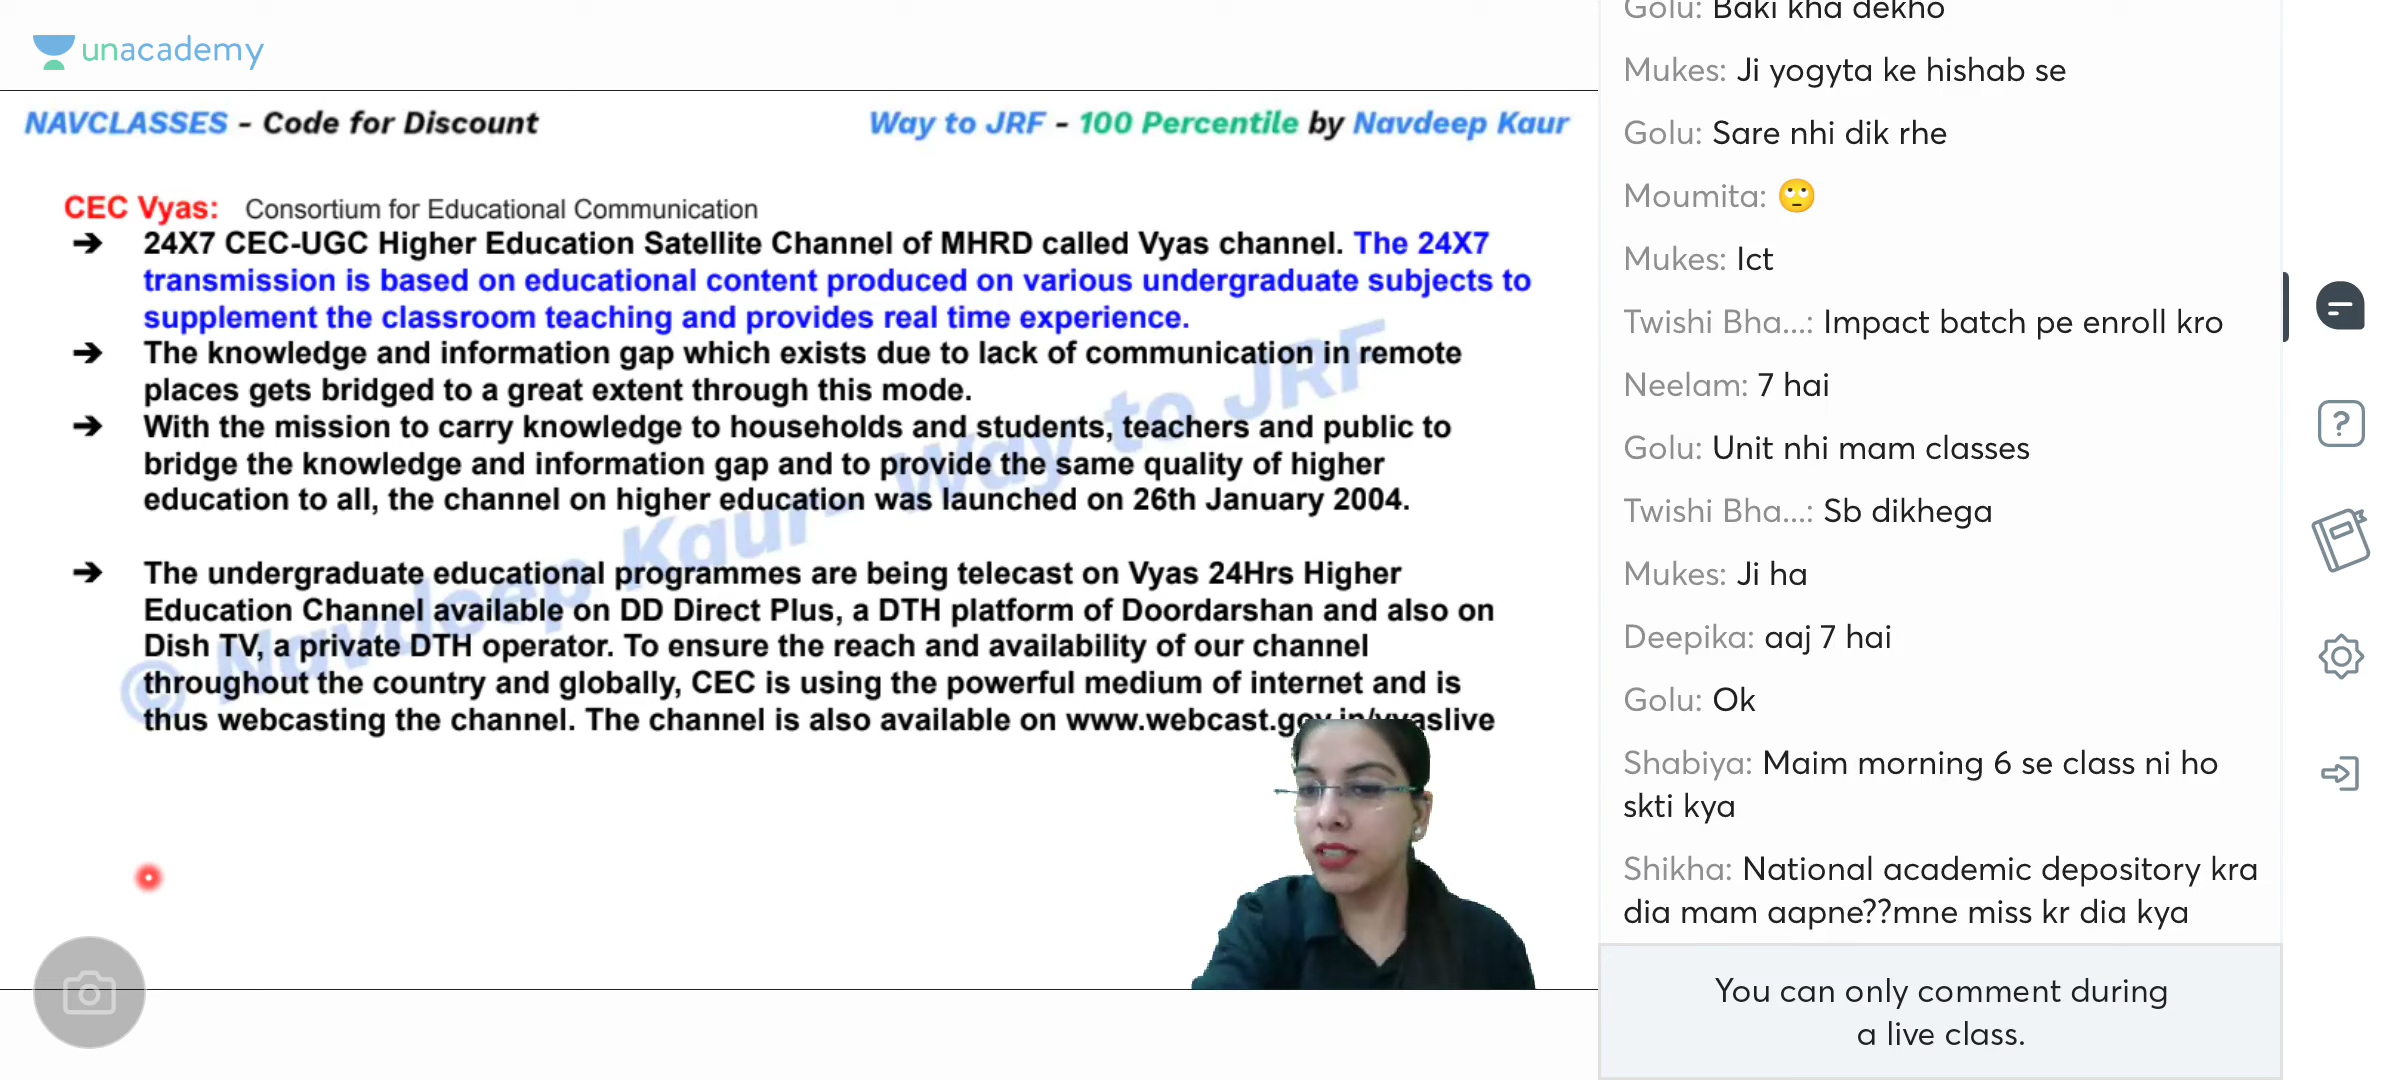 unacademy
NAVCLASSES - Code for Discount
Way to JRF - 100 Percentile by Navdeep Kaur
CEC Vyas: Consortium for Educational Communication
➔ 24X7 CEC-UGC Higher Education Satellite Channel of MHRD called Vyas channel. The 24X7
transmission is based on educational content produced on various undergraduate subjects to
supplement the classroom teaching and provides real time experience.
➔ The knowledge and information gap which exists due to lack of communication in remote
places gets bridged to a great extent through this mode.
➔ With the mission to carry knowledge to households and students, teachers and public to
bridge the knowledge and information gap and to provide the same quality of higher
education to all, the channel on higher education was launched on 26th January 2004.
➔ The undergraduate educational programmes are being telecast on Vyas 24Hrs Higher
Education Channel available on DD Direct Plus, a DTH platform of Doordarshan and also on
Dish TV, a private DTH operator. To ensure the reach and availability of our channel
throughout the country and globally, CEC is using the powerful medium of internet and is
thus webcasting the channel. The channel is also available on www.webcast.gov.in/vyaslive
© Navdeep Kaur- Way to JRF
Golu: Baki kha dekho
Mukes: Ji yogyta ke hishab se
Golu: Sare nhi dik rhe
Moumita: 🙄
Mukes: Ict
Twishi Bha...: Impact batch pe enroll kro
Neelam: 7 hai
Golu: Unit nhi mam classes
Twishi Bha...: Sb dikhega
Mukes: Ji ha
Deepika: aaj 7 hai
Golu: Ok
Shabiya: Maim morning 6 se class ni ho
skti kya
Shikha: National academic depository kra
dia mam aapne??mne miss kr dia kya
You can only comment during
a live class.